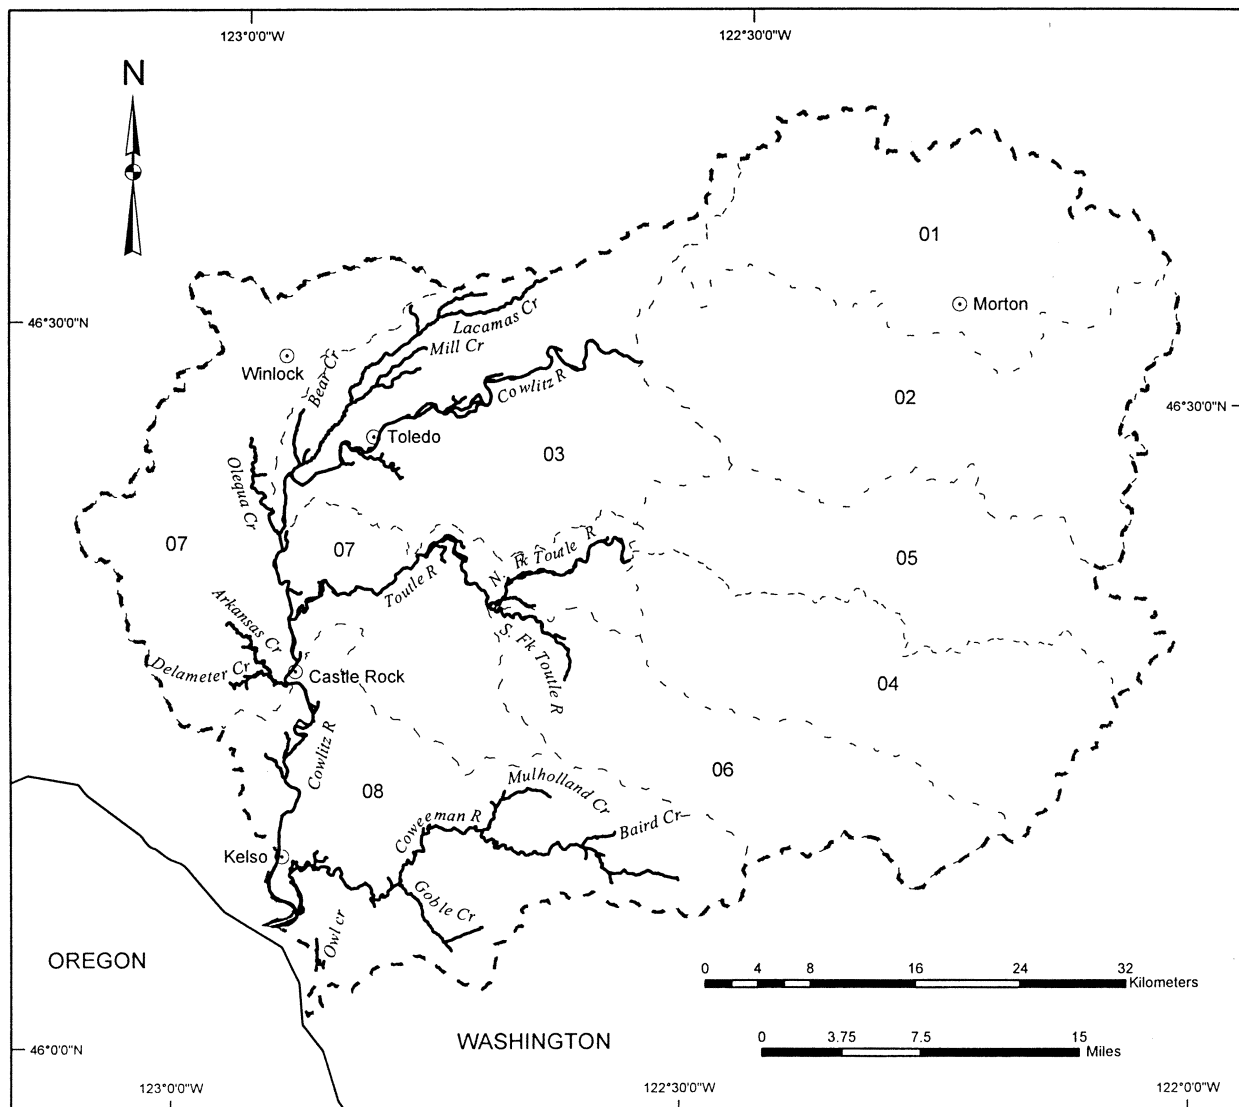 123°0'0"W
122°30'0"W
N
01
Morton
46°30'0"N
Lacamas Cr
Mill Cr
Winlock
Bear Cr
Cowlitz R
02
46°30'0"N
Toledo
03
Olequa Cr
07
07
N. Fk Toutle R
05
Toutle R
Arkansas Cr
S. Fk Toutle R
Delameter Cr
Castle Rock
04
Cowlitz R
06
Mulholland Cr
08
Coweeman R
Baird Cr
Kelso
Goble Cr
Owl cr
OREGON
0 4 8 16 24 32
Kilometers
WASHINGTON
0 3.75 7.5 15
Miles
46°0'0"N
123°0'0"W
122°30'0"W
122°0'0"W